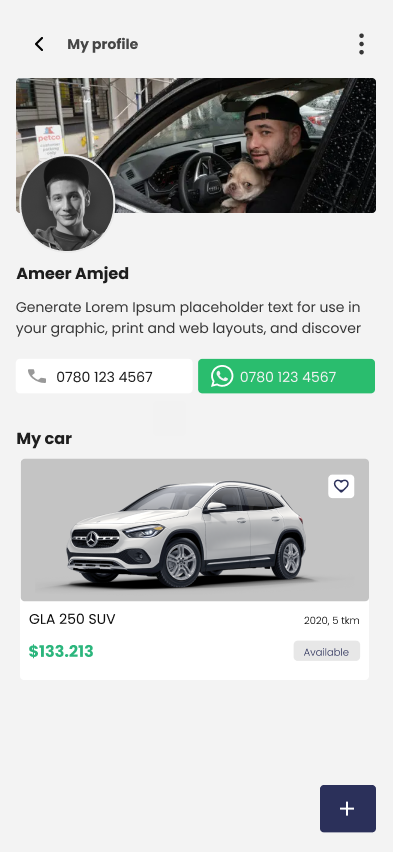 My profile
petco
Ameer Amjed
Generate Lorem Ipsum placeholder text for use in
your graphic, print and web layouts, and discover
0780 123 4567
0780 123 4567
My car
GLA 250 SUV
2020, 5 tkm
$133.213
Available